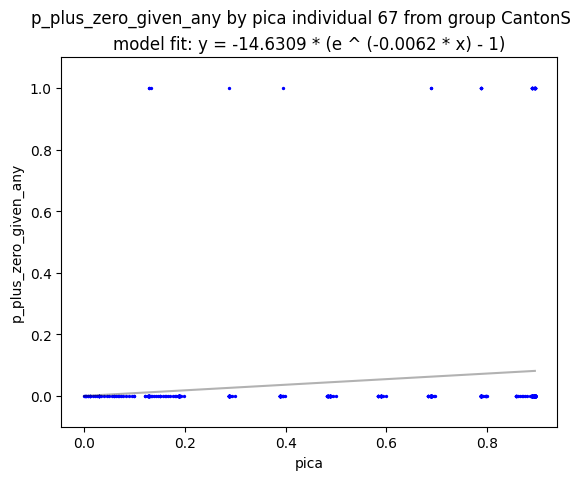 p_plus_zero_given_any by pica individual 67 from group CantonS
model fit: y = -14.6309 * (e ^ (-0.0062 * x) - 1)
1.0
0.8
0.6
0.4
0.2
0.0
p_plus_zero_given_any
0.0 0.2 0.4 0.6 0.8
pica